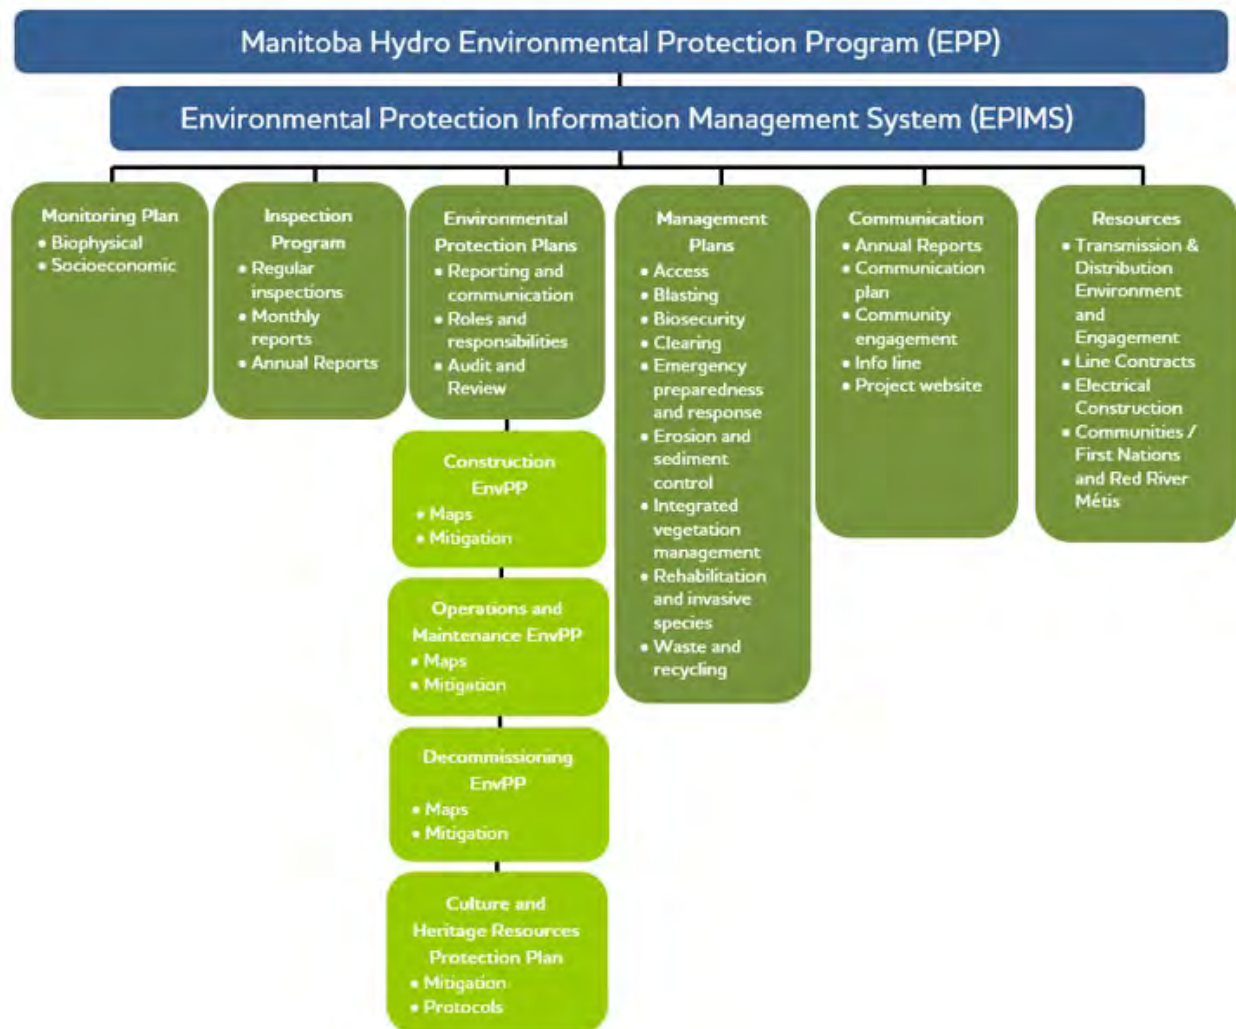 Manitoba Hydro Environmental Protection Program (EPP)
Environmental Protection Information Management System (EPIMS)
Monitoring Plan
• Biophysical
• Socioeconomic
Inspection
Program
• Regular
inspections
• Monthly
reports
• Annual Reports
Environmental
Protection Plans
• Reporting and
communication
• Roles and
responsibilities
• Audit and
Review
Construction
EnvPP
• Maps
• Mitigation
Operations and
Maintenance EnvPP
• Maps
• Mitigation
Decommissioning
EnvPP
• Maps
• Mitigation
Culture and
Heritage Resources
Protection Plan
• Mitigation
• Protocols
Management
Plans
• Access
• Blasting
• Biosecurity
• Clearing
• Emergency
preparedness
and response
• Erosion and
sediment
control
• Integrated
vegetation
management
• Rehabilitation
and invasive
species
• Waste and
recycling
Communication
• Annual Reports
• Communication
plan
• Community
engagement
• Info line
• Project website
Resources
• Transmission &
Distribution
Environment
and
Engagement
• Line Contracts
• Electrical
Construction
• Communities /
First Nations
and Red River
Métis